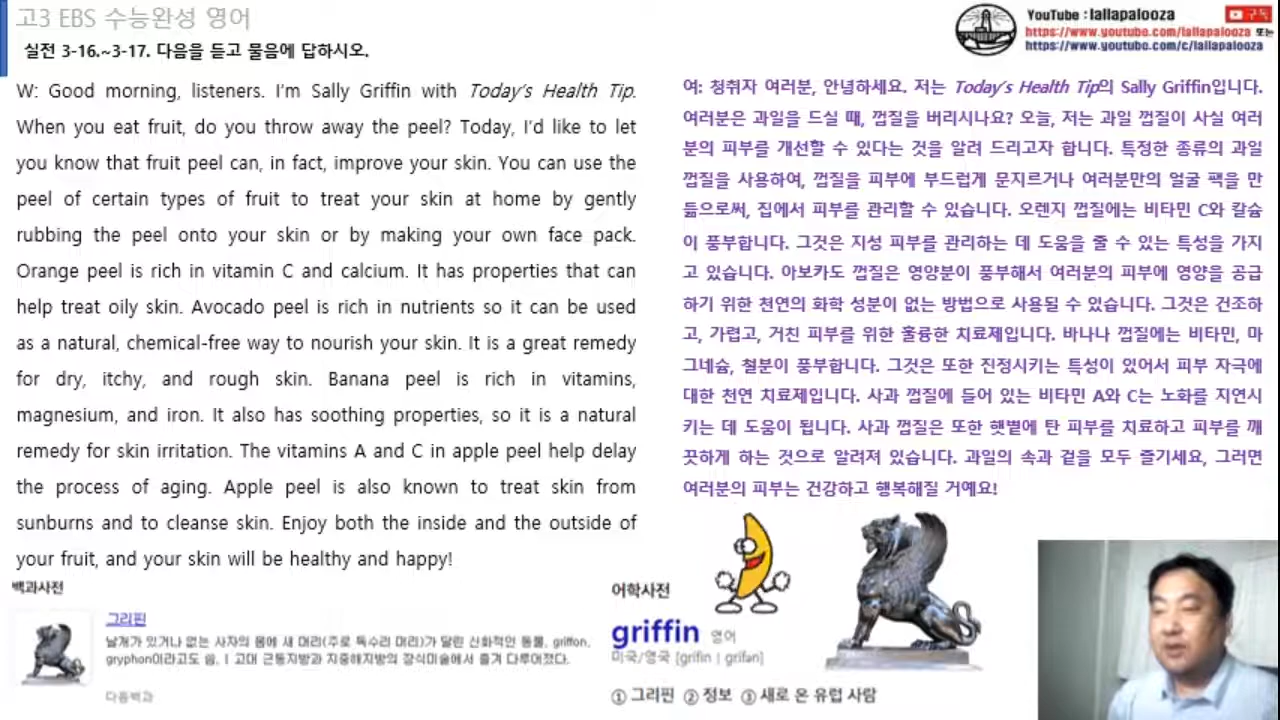 고3 EBS 수능완성 영어
실전 3-16.~3-17. 다음을 듣고 물음에 답하시오.
YouTube : lallapalooza
구독
https://www.youtube.com/lallapalooza 또는
https://www.youtube.com/c/lallapalooza
W: Good morning, listeners. I'm Sally Griffin with Today's Health Tip.
When you eat fruit, do you throw away the peel? Today, I'd like to let
you know that fruit peel can, in fact, improve your skin. You can use the
peel of certain types of fruit to treat your skin at home by gently
rubbing the peel onto your skin or by making your own face pack.
Orange peel is rich in vitamin C and calcium. It has properties that can
help treat oily skin. Avocado peel is rich in nutrients so it can be used
as a natural, chemical-free way to nourish your skin. It is a great remedy
for dry, itchy, and rough skin. Banana peel is rich in vitamins,
magnesium, and iron. It also has soothing properties, so it is a natural
remedy for skin irritation. The vitamins A and C in apple peel help delay
the process of aging. Apple peel is also known to treat skin from
sunburns and to cleanse skin. Enjoy both the inside and the outside of
your fruit, and your skin will be healthy and happy!
여: 청취자 여러분, 안녕하세요. 저는 Today's Health Tip의 Sally Griffin입니다.
여러분은 과일을 드실 때, 껍질을 버리시나요? 오늘, 저는 과일 껍질이 사실 여러
분의 피부를 개선할 수 있다는 것을 알려 드리고자 합니다. 특정한 종류의 과일
껍질을 사용하여, 껍질을 피부에 부드럽게 문지르거나 여러분만의 얼굴 팩을 만
듦으로써, 집에서 피부를 관리할 수 있습니다. 오렌지 껍질에는 비타민 C와 칼슘
이 풍부합니다. 그것은 지성 피부를 관리하는 데 도움을 줄 수 있는 특성을 가지
고 있습니다. 아보카도 껍질은 영양분이 풍부해서 여러분의 피부에 영양을 공급
하기 위한 천연의 화학 성분이 없는 방법으로 사용될 수 있습니다. 그것은 건조하
고, 가렵고, 거친 피부를 위한 훌륭한 치료제입니다. 바나나 껍질에는 비타민, 마
그네슘, 철분이 풍부합니다. 그것은 또한 진정시키는 특성이 있어서 피부 자극에
대한 천연 치료제입니다. 사과 껍질에 들어 있는 비타민 A와 C는 노화를 지연시
키는 데 도움이 됩니다. 사과 껍질은 또한 햇볕에 탄 피부를 치료하고 피부를 깨
끗하게 하는 것으로 알려져 있습니다. 과일의 속과 겉을 모두 즐기세요, 그러면
여러분의 피부는 건강하고 행복해질 거예요!
백과사전
그리핀
날개가 있거나 없는 사자의 몸에 새 머리(주로 독수리 머리)가 달린 신화적인 동물. griffon,
gryphon이라고도 씀. | 고대 근동지방과 지중해지방의 장식미술에서 즐겨 다루어졌다.
다음백과
어학사전
griffin 영어
미국/영국 [grifin | grifən]
① 그리핀 ② 정보 ③ 새로 온 유럽 사람